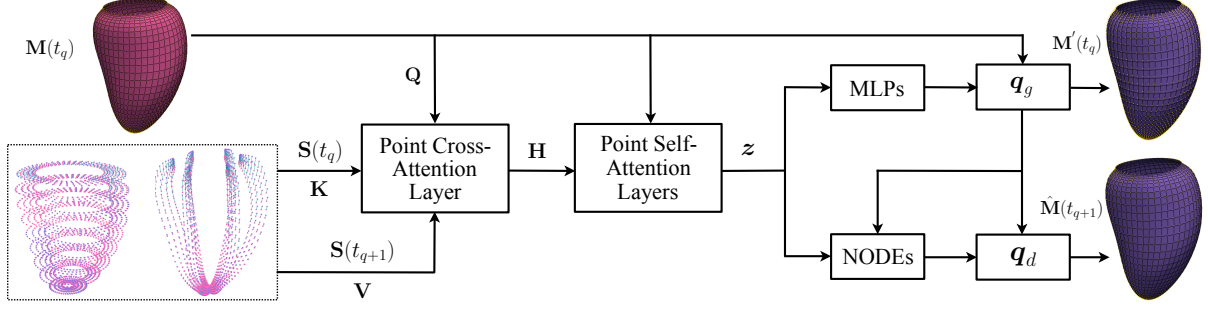 M(t_q)
Q
S(t_q)
K
Point Cross-
Attention
Layer
H
Point Self-
Attention
Layers
z
MLPs
q_g
M′(t_q)
S(t_{q+1})
V
NODEs
q_d
M̂(t_{q+1})